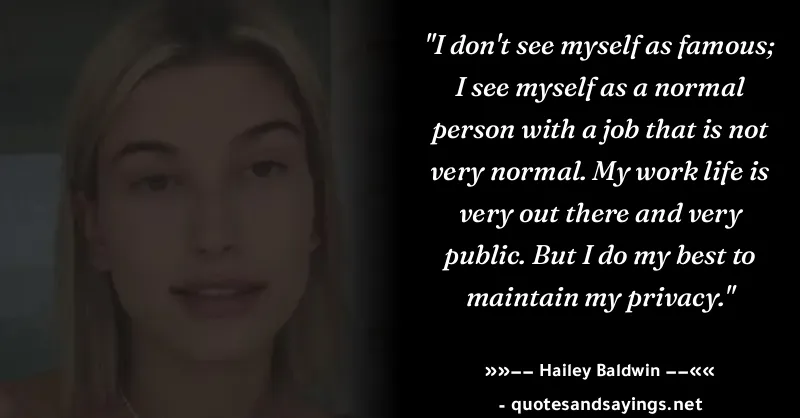 "I don't see myself as famous;
I see myself as a normal
person with a job that is not
very normal. My work life is
very out there and very
public. But I do my best to
maintain my privacy."
»»–– Hailey Baldwin ––««
- quotesandsayings.net